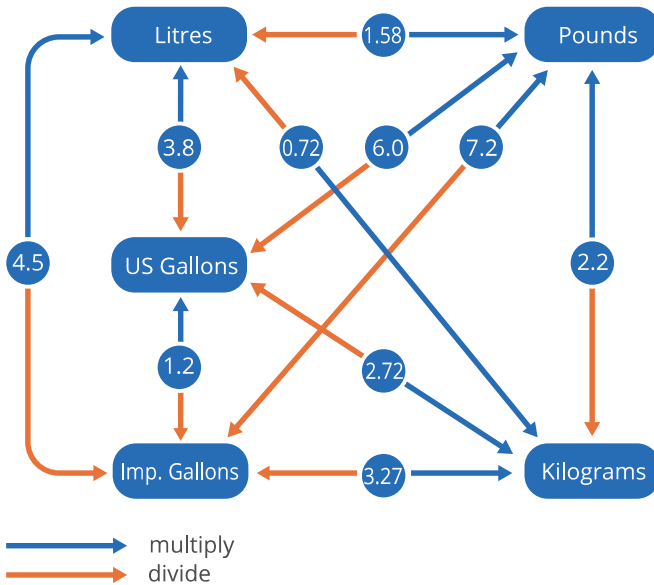 Litres
1.58
Pounds
3.8
0.72
6.0
7.2
4.5
US Gallons
2.2
1.2
2.72
Imp. Gallons
3.27
Kilograms
multiply
divide